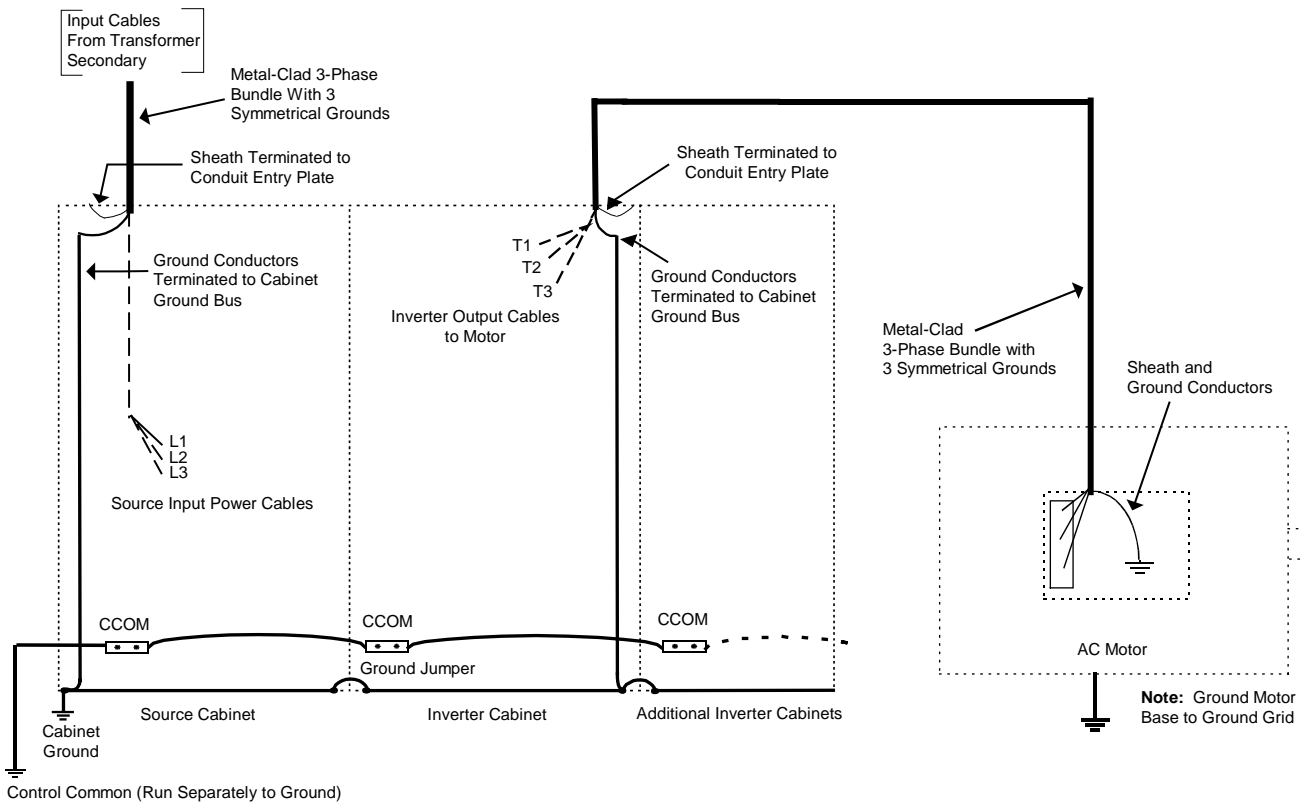 Input Cables
From Transformer
Secondary
Metal-Clad 3-Phase
Bundle With 3
Symmetrical Grounds
Sheath Terminated to
Conduit Entry Plate
Sheath Terminated to
Conduit Entry Plate
Ground Conductors
Terminated to Cabinet
Ground Bus
T1
T2
T3
Inverter Output Cables
to Motor
Ground Conductors
Terminated to Cabinet
Ground Bus
Metal-Clad
3-Phase Bundle with
3 Symmetrical Grounds
Sheath and
Ground Conductors
L1
L2
L3
Source Input Power Cables
CCOM
CCOM
CCOM
Ground Jumper
AC Motor
Source Cabinet
Inverter Cabinet
Additional Inverter Cabinets
Note: Ground Motor
Base to Ground Grid
Cabinet
Ground
Control Common (Run Separately to Ground)